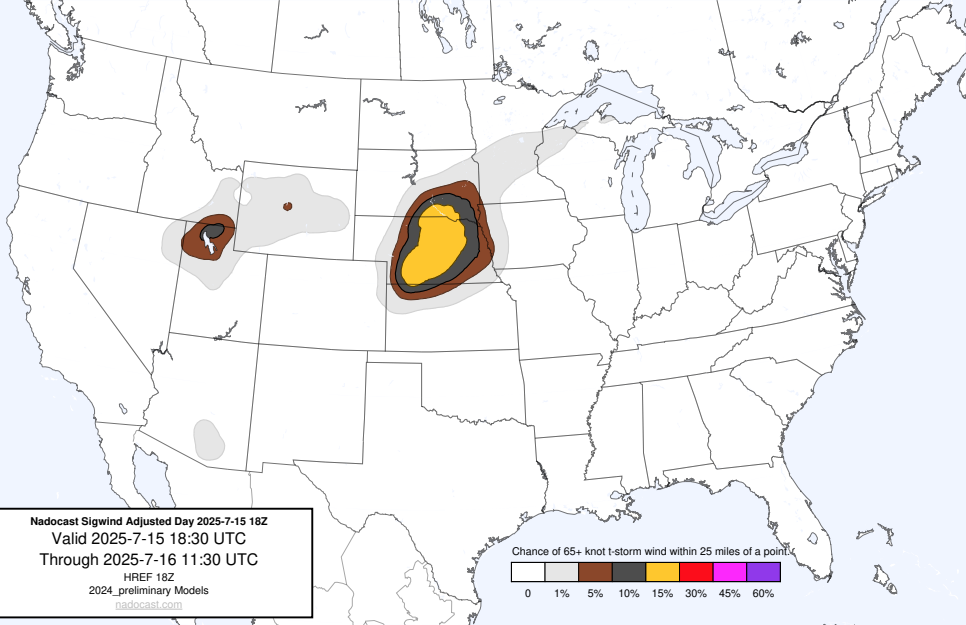 Nadocast Sigwind Adjusted Day 2025-7-15 18Z
Valid 2025-7-15 18:30 UTC
Through 2025-7-16 11:30 UTC
HREF 18Z
2024_preliminary Models
nadocast.com
Chance of 65+ knot t-storm wind within 25 miles of a point.
0 1% 5% 10% 15% 30% 45% 60%